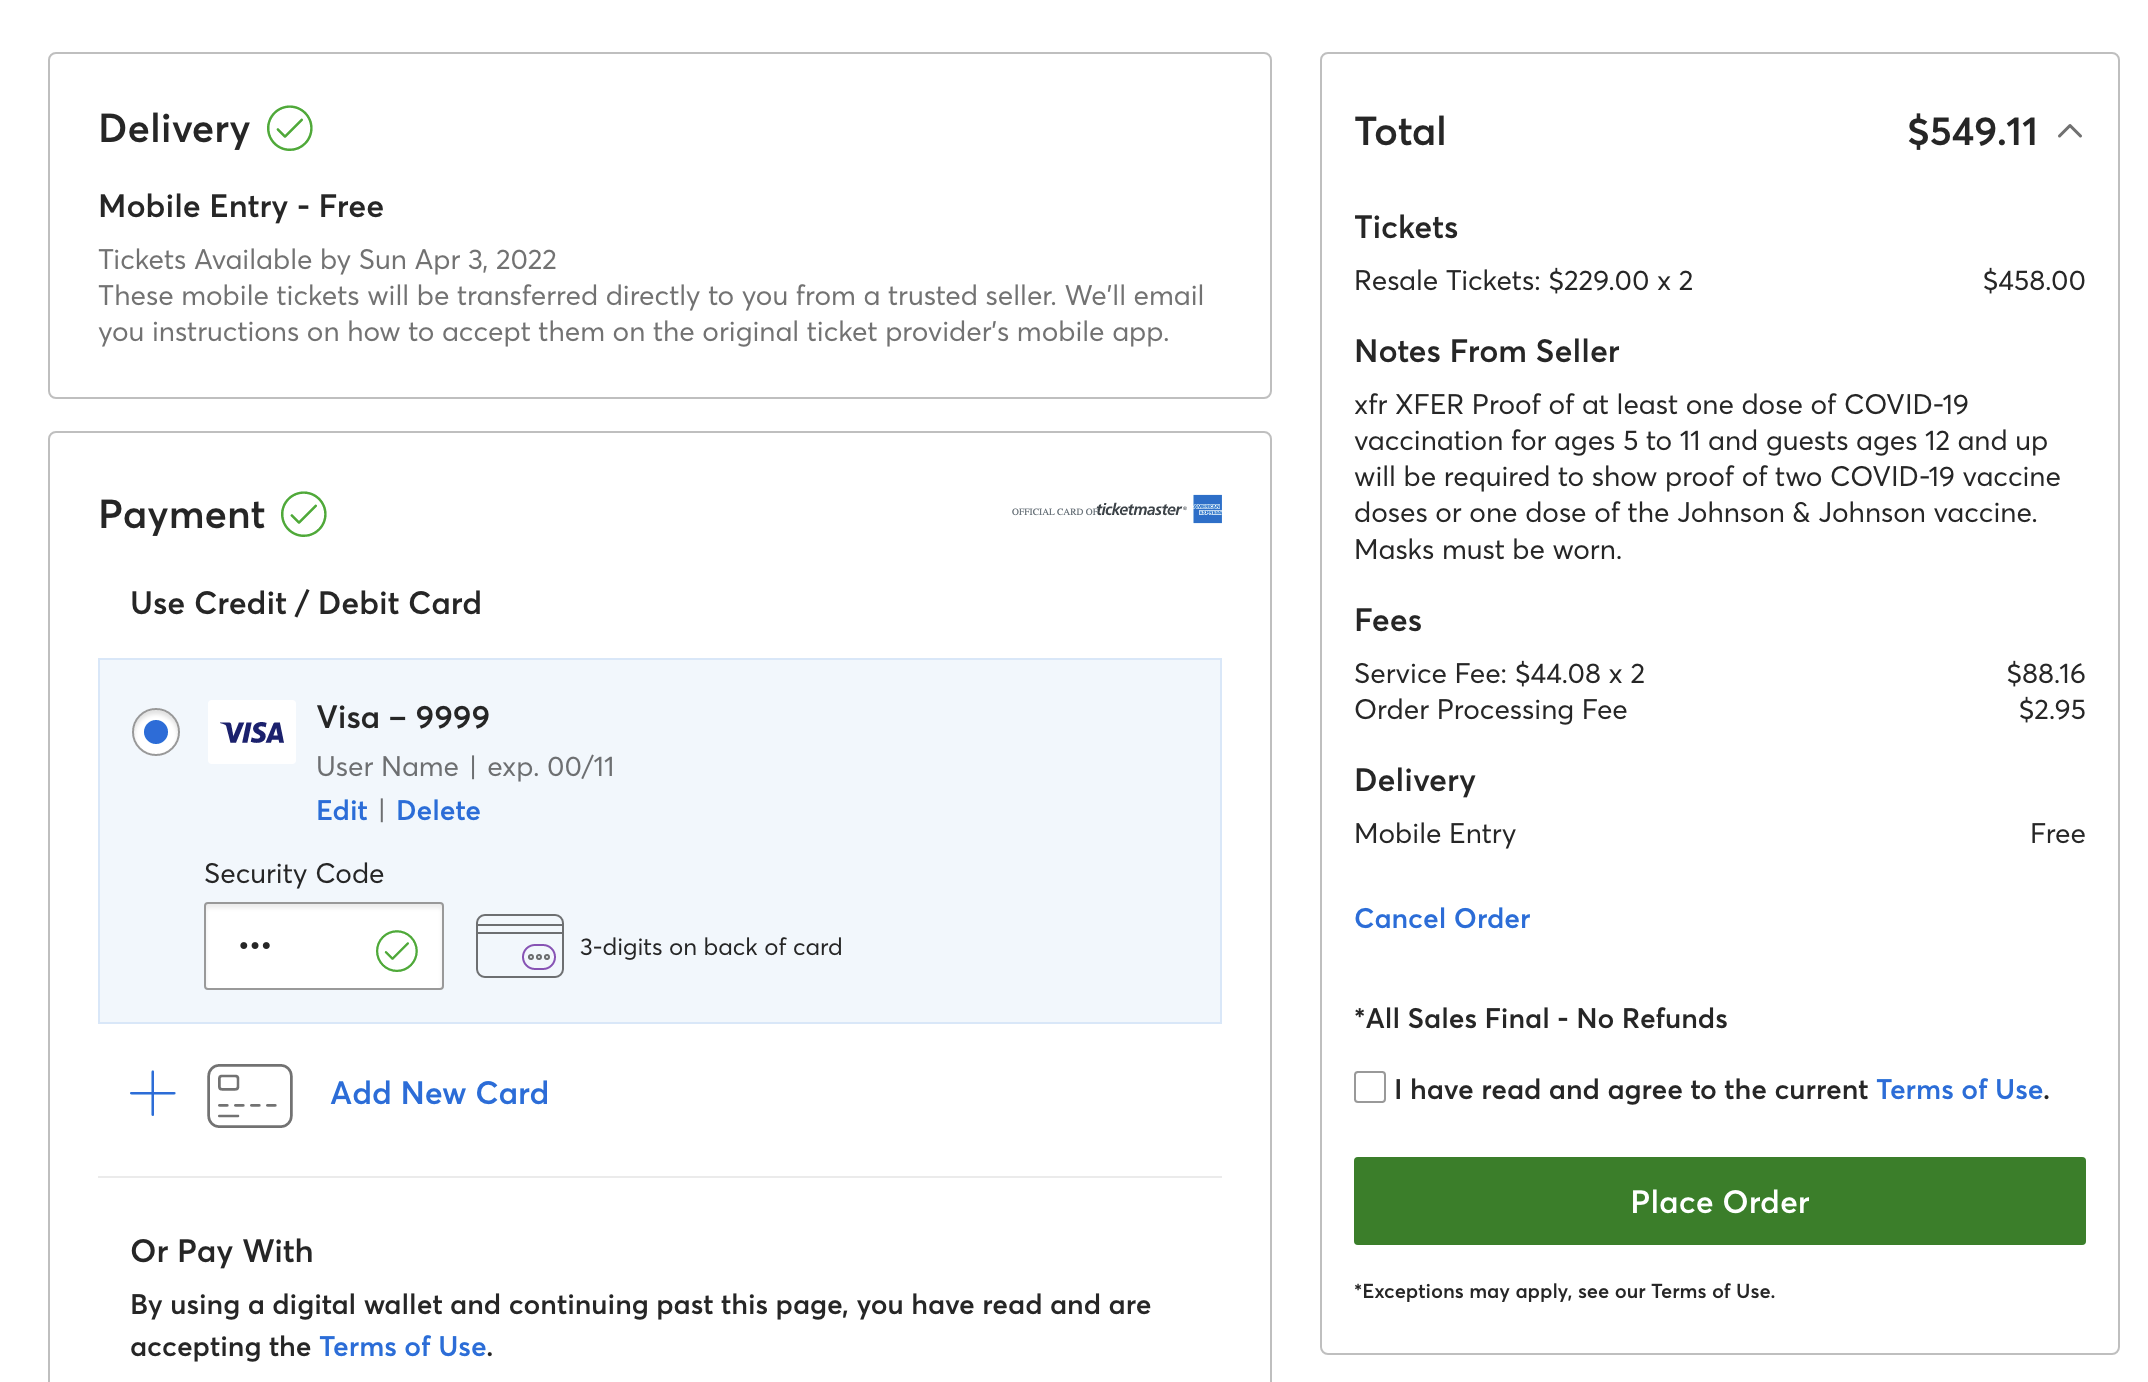 Delivery
Mobile Entry - Free
Tickets Available by Sun Apr 3, 2022
These mobile tickets will be transferred directly to you from a trusted seller. We'll email
you instructions on how to accept them on the original ticket provider's mobile app.
Payment
OFFICIAL CARD OF ticketmaster® AMERICAN EXPRESS
Use Credit / Debit Card
VISA
Visa – 9999
User Name | exp. 00/11
Edit | Delete
Security Code
•••
3-digits on back of card
Add New Card
Or Pay With
By using a digital wallet and continuing past this page, you have read and are
accepting the Terms of Use.
Total $549.11
Tickets
Resale Tickets: $229.00 x 2 $458.00
Notes From Seller
xfr XFER Proof of at least one dose of COVID-19
vaccination for ages 5 to 11 and guests ages 12 and up
will be required to show proof of two COVID-19 vaccine
doses or one dose of the Johnson & Johnson vaccine.
Masks must be worn.
Fees
Service Fee: $44.08 x 2 $88.16
Order Processing Fee $2.95
Delivery
Mobile Entry Free
Cancel Order
*All Sales Final - No Refunds
I have read and agree to the current Terms of Use.
Place Order
*Exceptions may apply, see our Terms of Use.